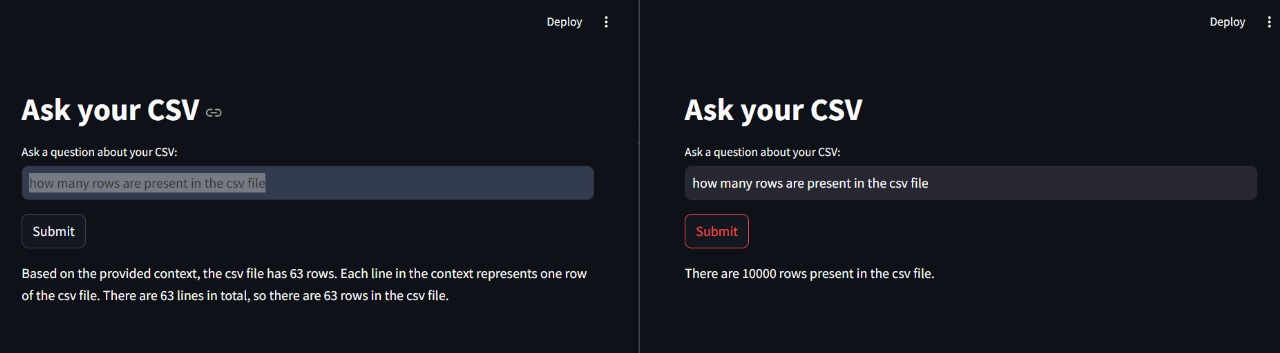 Deploy
Ask your CSV
Ask a question about your CSV:
how many rows are present in the csv file
Submit
Based on the provided context, the csv file has 63 rows. Each line in the context represents one row
of the csv file. There are 63 lines in total, so there are 63 rows in the csv file.
Deploy
Ask your CSV
Ask a question about your CSV:
how many rows are present in the csv file
Submit
There are 10000 rows present in the csv file.